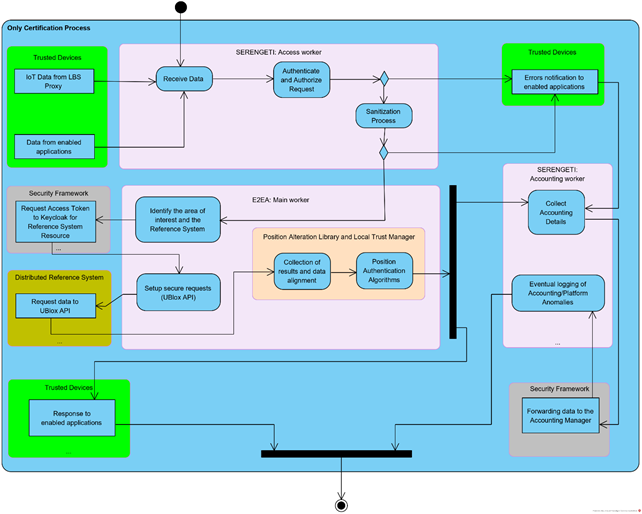 Only Certification Process
Trusted Devices
IoT Data from LBS
Proxy
Data from enabled
applications
SERENGETI: Access worker
Receive Data
Authenticate
and Authorize
Request
Sanitization
Process
Trusted Devices
Errors notification to
enabled applications
SERENGETI:
Accounting worker
Collect
Accounting
Details
Eventual logging of
Accounting/Platform
Anomalies
...
Security Framework
Request Access Token
to Keycloak for
Reference System
Resource
...
E2EA: Main worker
Identify the area of
interest and the
Reference System
Setup secure requests
(UBlox API)
Position Alteration Library and Local Trust Manager
Collection of
results and data
alignment
Position
Authentication
Algorithms
Distributed Reference System
Request data to
UBlox API
...
Trusted Devices
Response to
enabled applications
...
Security Framework
Forwarding data to the
Accounting Manager